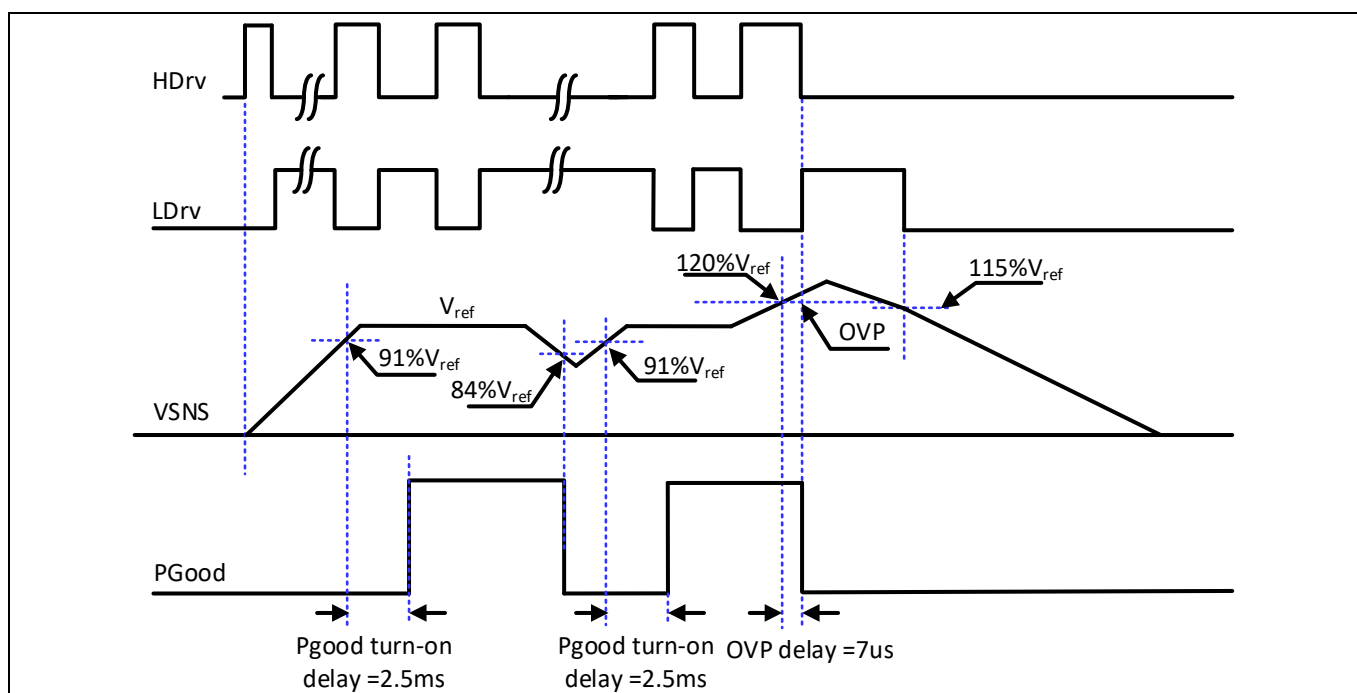 HDrv
LDrv
120%Vref
115%Vref
Vref
OVP
91%Vref
91%Vref
84%Vref
VSNS
PGood
Pgood turn-on
delay =2.5ms
Pgood turn-on
delay =2.5ms
OVP delay =7us